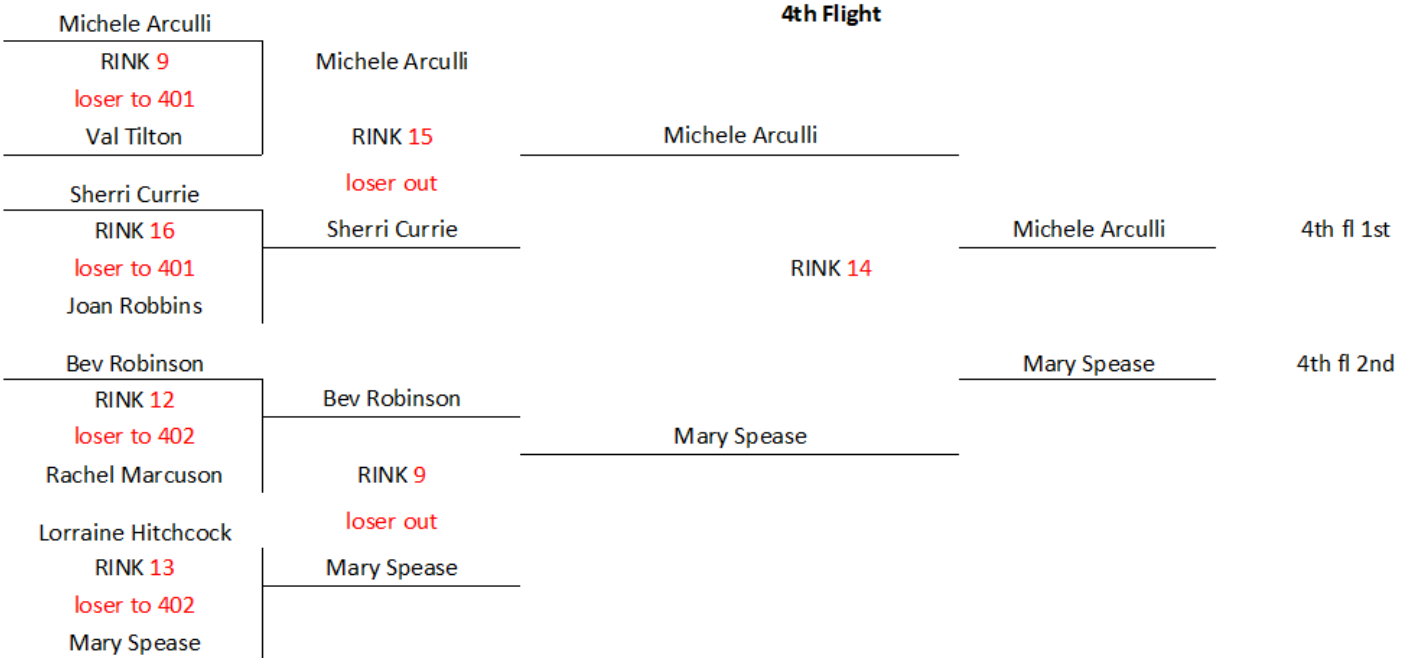 4th Flight
Michele Arculli
RINK 9
loser to 401
Val Tilton
Sherri Currie
RINK 16
loser to 401
Joan Robbins
Bev Robinson
RINK 12
loser to 402
Rachel Marcuson
Lorraine Hitchcock
RINK 13
loser to 402
Mary Spease
Michele Arculli
RINK 15
loser out
Sherri Currie
Bev Robinson
RINK 9
loser out
Mary Spease
Michele Arculli
RINK 14
Mary Spease
Michele Arculli 4th fl 1st
Mary Spease 4th fl 2nd